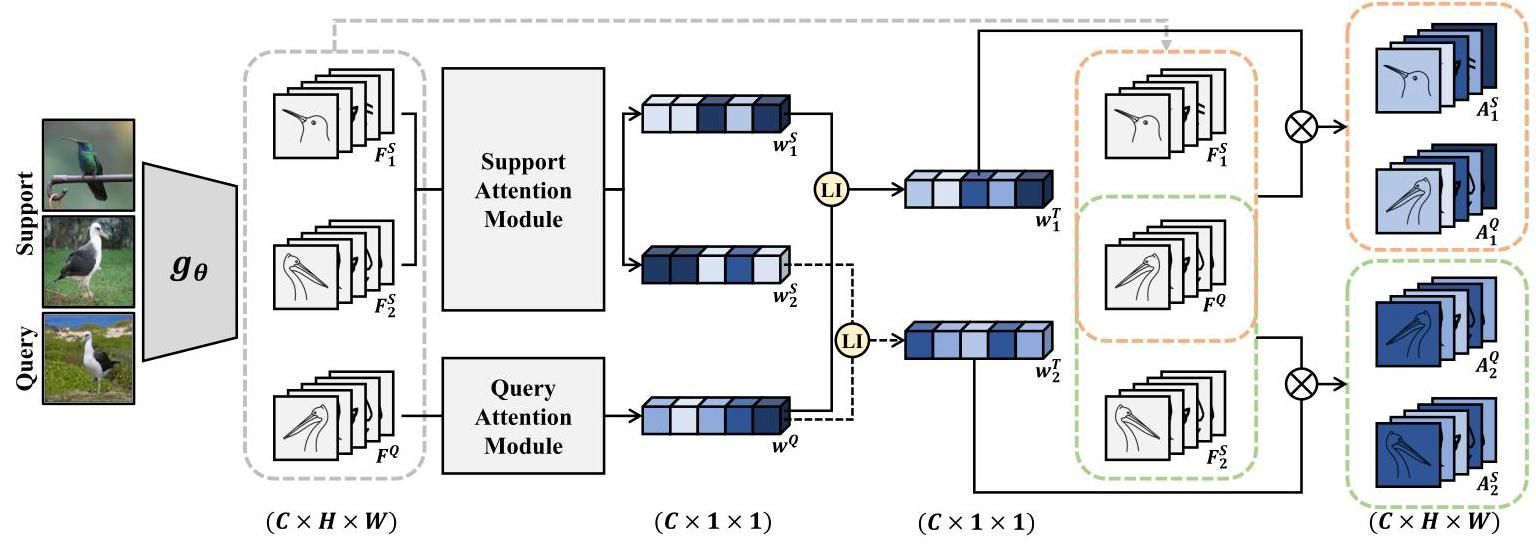 Support
Query
g_θ
F_1^S
F_2^S
F^Q
(C × H × W)
Support
Attention
Module
Query
Attention
Module
w_1^S
w_2^S
w^Q
(C × 1 × 1)
LI
LI
w_1^T
w_2^T
(C × 1 × 1)
F_1^S
F^Q
F_2^S
A_1^S
A_1^Q
A_2^Q
A_2^S
(C × H × W)